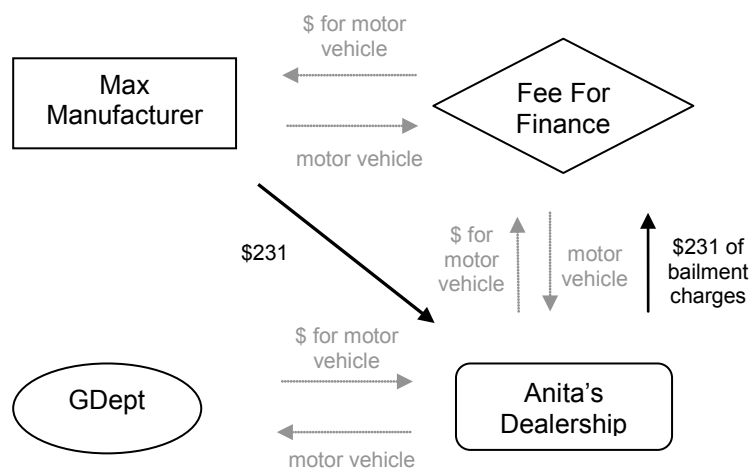 $ for motor
vehicle
Max
Manufacturer
Fee For
Finance
motor vehicle
$231
$ for
motor
vehicle
motor
vehicle
$231 of
bailment
charges
$ for motor
vehicle
GDept
Anita's
Dealership
motor vehicle